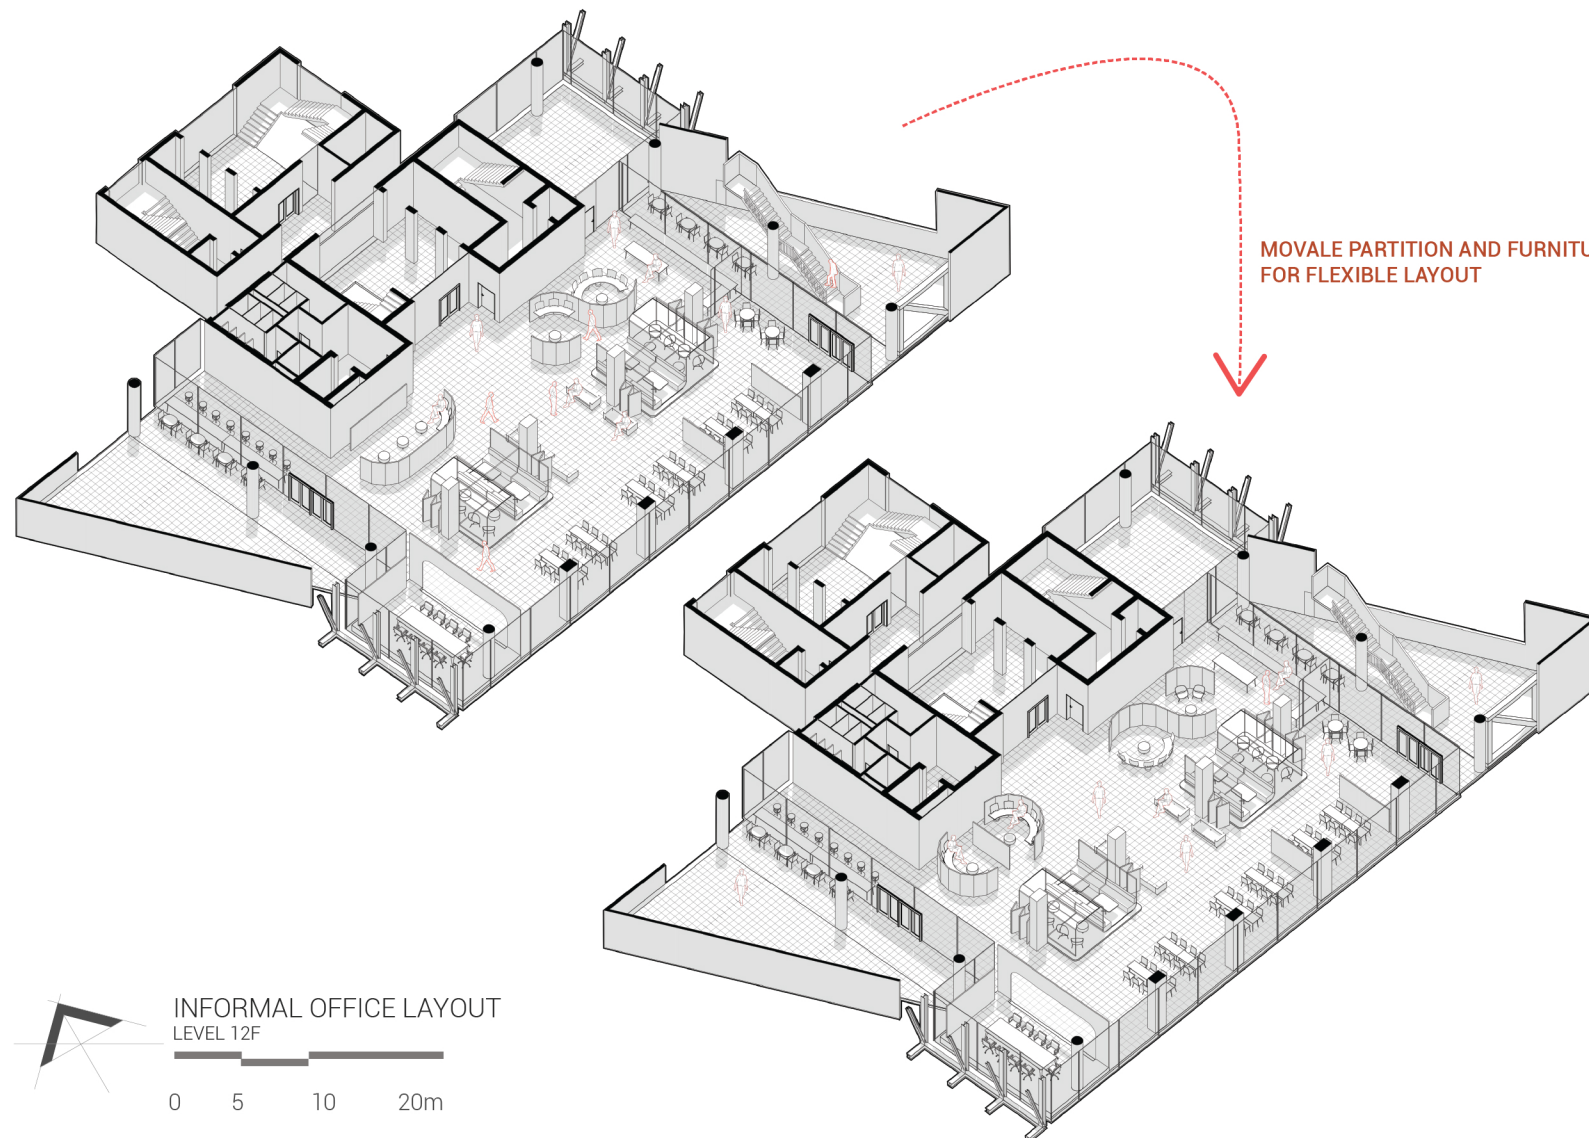 MOVALE PARTITION AND FURNITU
FOR FLEXIBLE LAYOUT
INFORMAL OFFICE LAYOUT
LEVEL 12F
0 5 10 20m